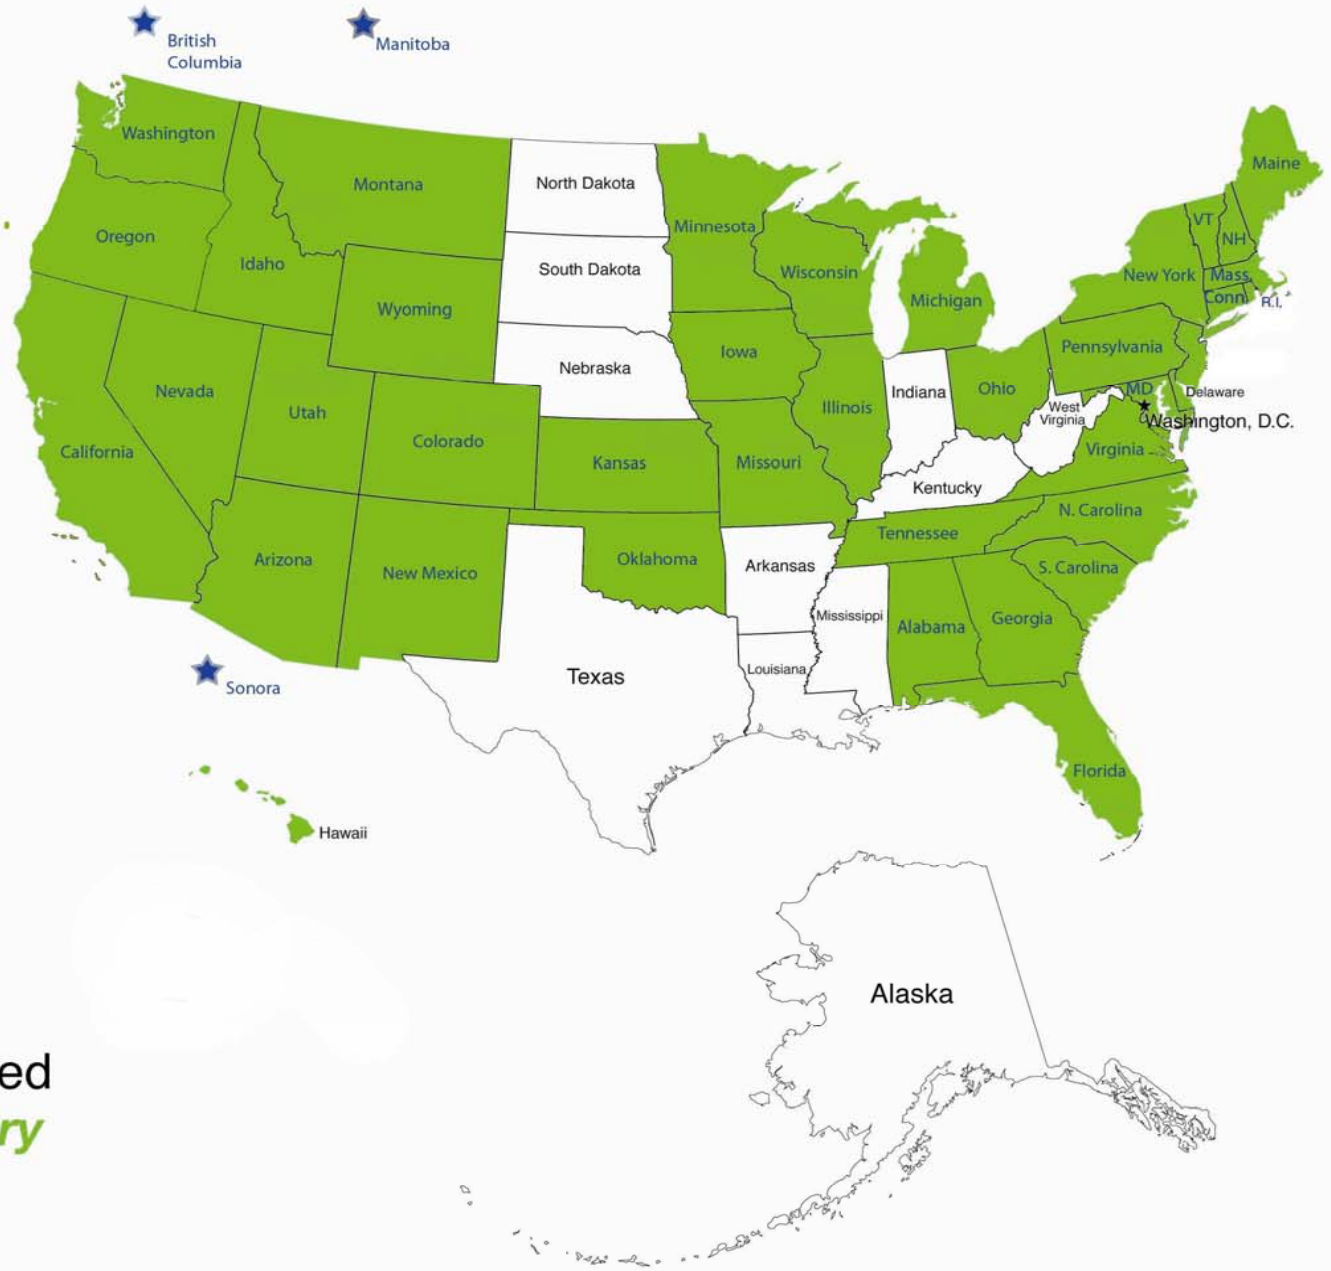 British
Columbia
Manitoba
Washington
Maine
Montana
North Dakota
VT
Minnesota
Oregon
NH
Idaho
South Dakota
Wisconsin
New York
Mass.
Michigan
Conn.
R.I.
Wyoming
Pennsylvania
Iowa
Nebraska
Nevada
Indiana
Ohio
MD
Delaware
Utah
Illinois
West
Virginia
Washington, D.C.
Colorado
California
Kansas
Missouri
Virginia
Kentucky
N. Carolina
Tennessee
Arizona
New Mexico
Oklahoma
Arkansas
S. Carolina
Mississippi
Alabama
Georgia
Texas
Louisiana
Sonora
Florida
Hawaii
Alaska
ed
ry